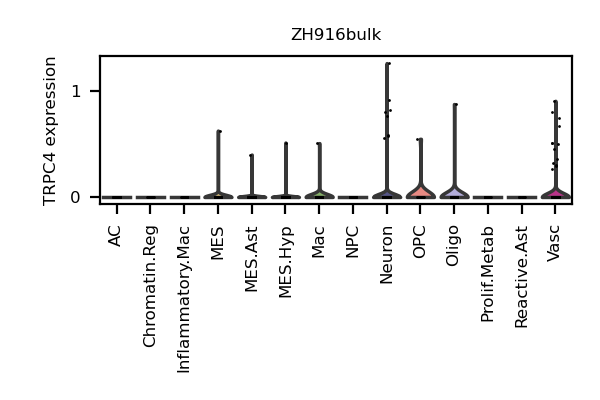 ZH916bulk
TRPC4 expression
1
0
AC
Chromatin.Reg
Inflammatory.Mac
MES
MES.Ast
MES.Hyp
Mac
NPC
Neuron
OPC
Oligo
Prolif.Metab
Reactive.Ast
Vasc